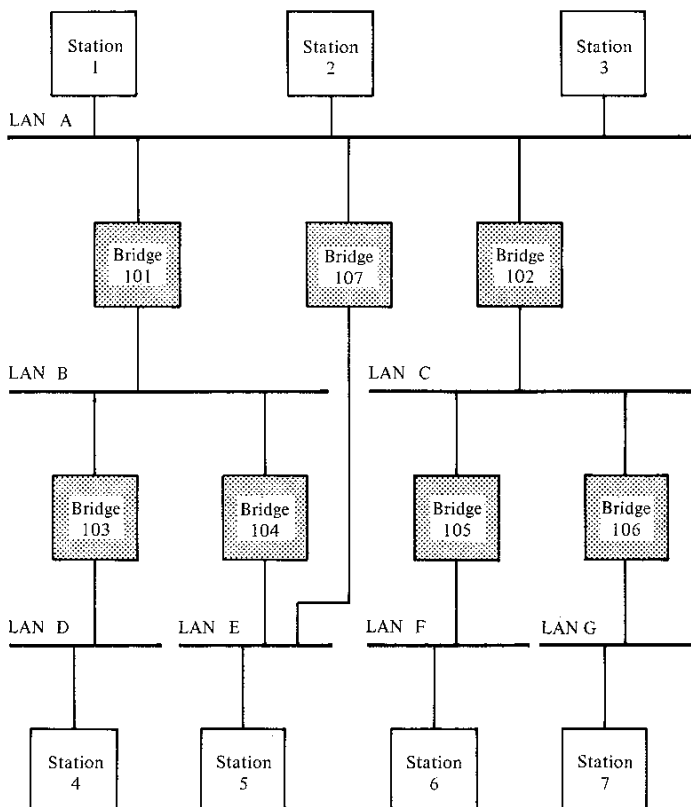 Station
1
Station
2
Station
3
LAN A
Bridge
101
Bridge
107
Bridge
102
LAN B
LAN C
Bridge
103
Bridge
104
Bridge
105
Bridge
106
LAN D
LAN E
LAN F
LAN G
Station
4
Station
5
Station
6
Station
7